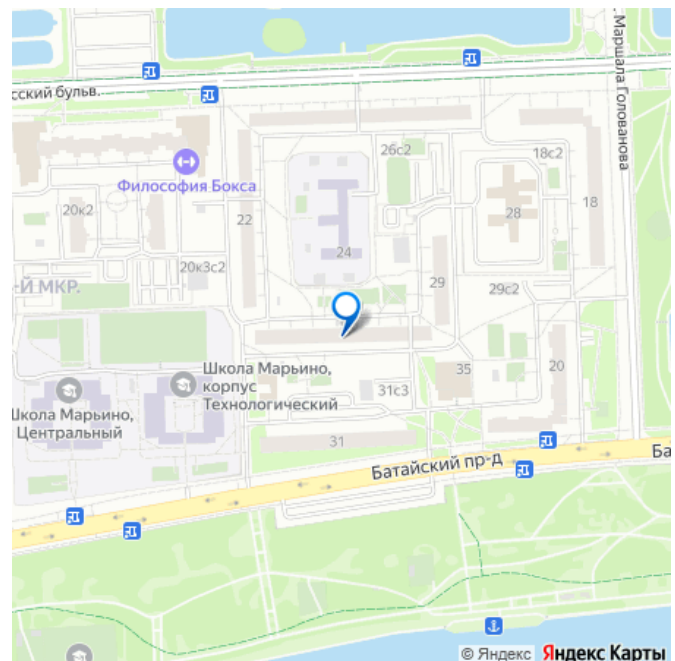 сский бульв.
Маршала Голованова
26с2
18с2
Философия Бокса
20к2
22
28
18
24
20к3с2
29
-Й МКР.
29с2
Школа Марьино,
корпус
Технологический
35
20
31с3
Школа Марьино,
Центральный
31
Батайский пр-д
Ба
© Яндекс Яндекс Карты